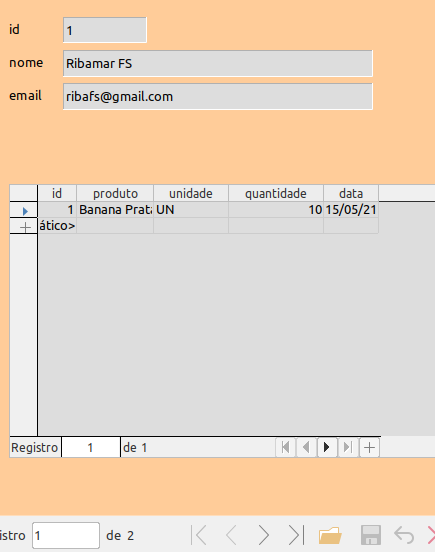 id 1
nome Ribamar FS
email ribafs@gmail.com
id produto unidade quantidade data
1 Banana Prata UN 10 15/05/21
ático>
Registro 1 de 1
istro 1 de 2